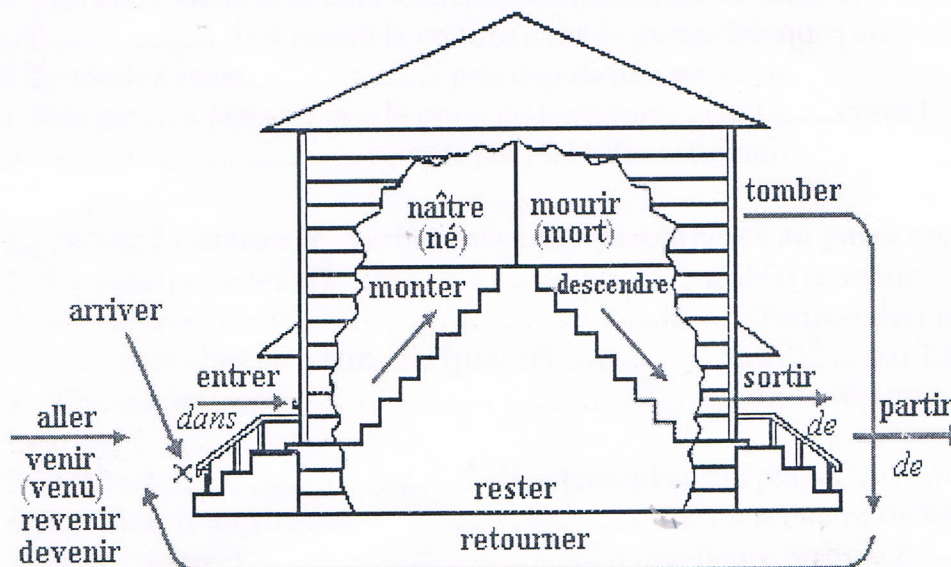 naître
(né)
mourir
(mort)
tomber
monter
descendre
arriver
entrer
dans
sortir
de
aller
venir
(venu)
revenir
devenir
partir
de
rester
retourner